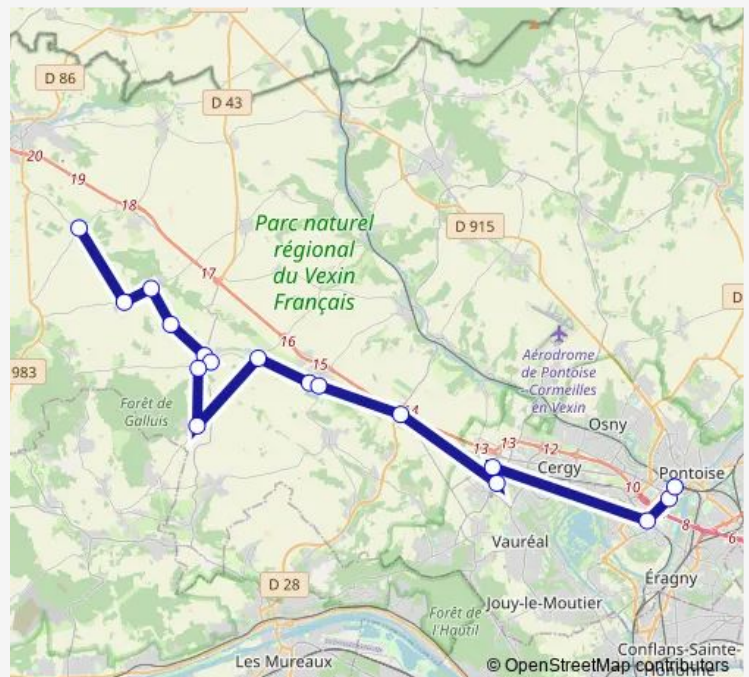 D 86
D 43
20
19
18
Parc naturel
régional
du Vexin
Français
D 915
17
D
16
15
Aérodrome
de Pontoise
- Cormeilles
en Vexin
983
Forêt de
Galluis
14
Osny
13
13
12
Cergy
Pontoise
10
8
6
Vauréal
Éragny
D 28
Jouy-le-Moutier
Forêt de
l'Hautil
Les Mureaux
Conflans-Sainte-
Honorine
© OpenStreetMap contributors